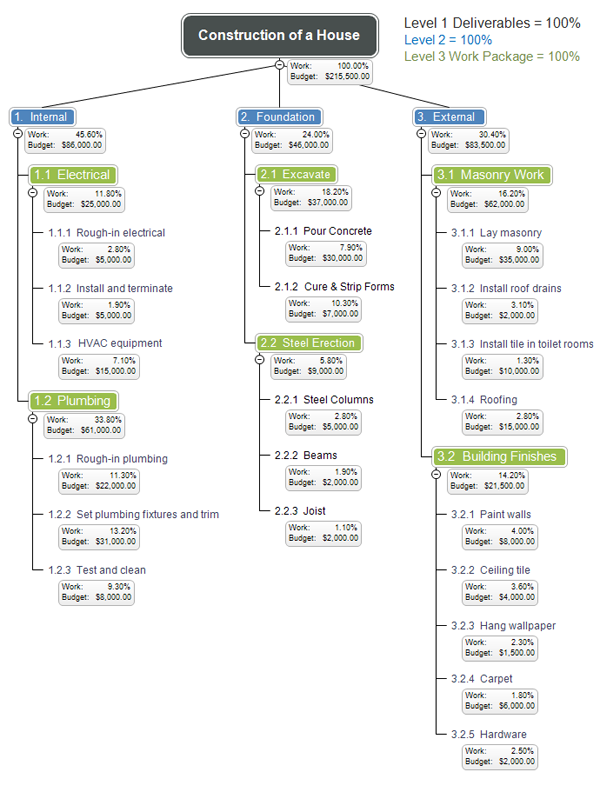 Construction of a House
Level 1 Deliverables = 100%
Level 2 = 100%
Level 3 Work Package = 100%
Work: 100.00%
Budget: $215,500.00
1. Internal
Work: 45.60%
Budget: $86,000.00
1.1 Electrical
Work: 11.80%
Budget: $25,000.00
1.1.1 Rough-in electrical
Work: 2.80%
Budget: $5,000.00
1.1.2 Install and terminate
Work: 1.90%
Budget: $5,000.00
1.1.3 HVAC equipment
Work: 7.10%
Budget: $15,000.00
1.2 Plumbing
Work: 33.80%
Budget: $61,000.00
1.2.1 Rough-in plumbing
Work: 11.30%
Budget: $22,000.00
1.2.2 Set plumbing fixtures and trim
Work: 13.20%
Budget: $31,000.00
1.2.3 Test and clean
Work: 9.30%
Budget: $8,000.00
2. Foundation
Work: 24.00%
Budget: $46,000.00
2.1 Excavate
Work: 18.20%
Budget: $37,000.00
2.1.1 Pour Concrete
Work: 7.90%
Budget: $30,000.00
2.1.2 Cure & Strip Forms
Work: 10.30%
Budget: $7,000.00
2.2 Steel Erection
Work: 5.80%
Budget: $9,000.00
2.2.1 Steel Columns
Work: 2.80%
Budget: $5,000.00
2.2.2 Beams
Work: 1.90%
Budget: $2,000.00
2.2.3 Joist
Work: 1.10%
Budget: $2,000.00
3. External
Work: 30.40%
Budget: $83,500.00
3.1 Masonry Work
Work: 16.20%
Budget: $62,000.00
3.1.1 Lay masonry
Work: 9.00%
Budget: $35,000.00
3.1.2 Install roof drains
Work: 3.10%
Budget: $2,000.00
3.1.3 Install tile in toilet rooms
Work: 1.30%
Budget: $10,000.00
3.1.4 Roofing
Work: 2.80%
Budget: $15,000.00
3.2 Building Finishes
Work: 14.20%
Budget: $21,500.00
3.2.1 Paint walls
Work: 4.00%
Budget: $8,000.00
3.2.2 Ceiling tile
Work: 3.60%
Budget: $4,000.00
3.2.3 Hang wallpaper
Work: 2.30%
Budget: $1,500.00
3.2.4 Carpet
Work: 1.80%
Budget: $6,000.00
3.2.5 Hardware
Work: 2.50%
Budget: $2,000.00